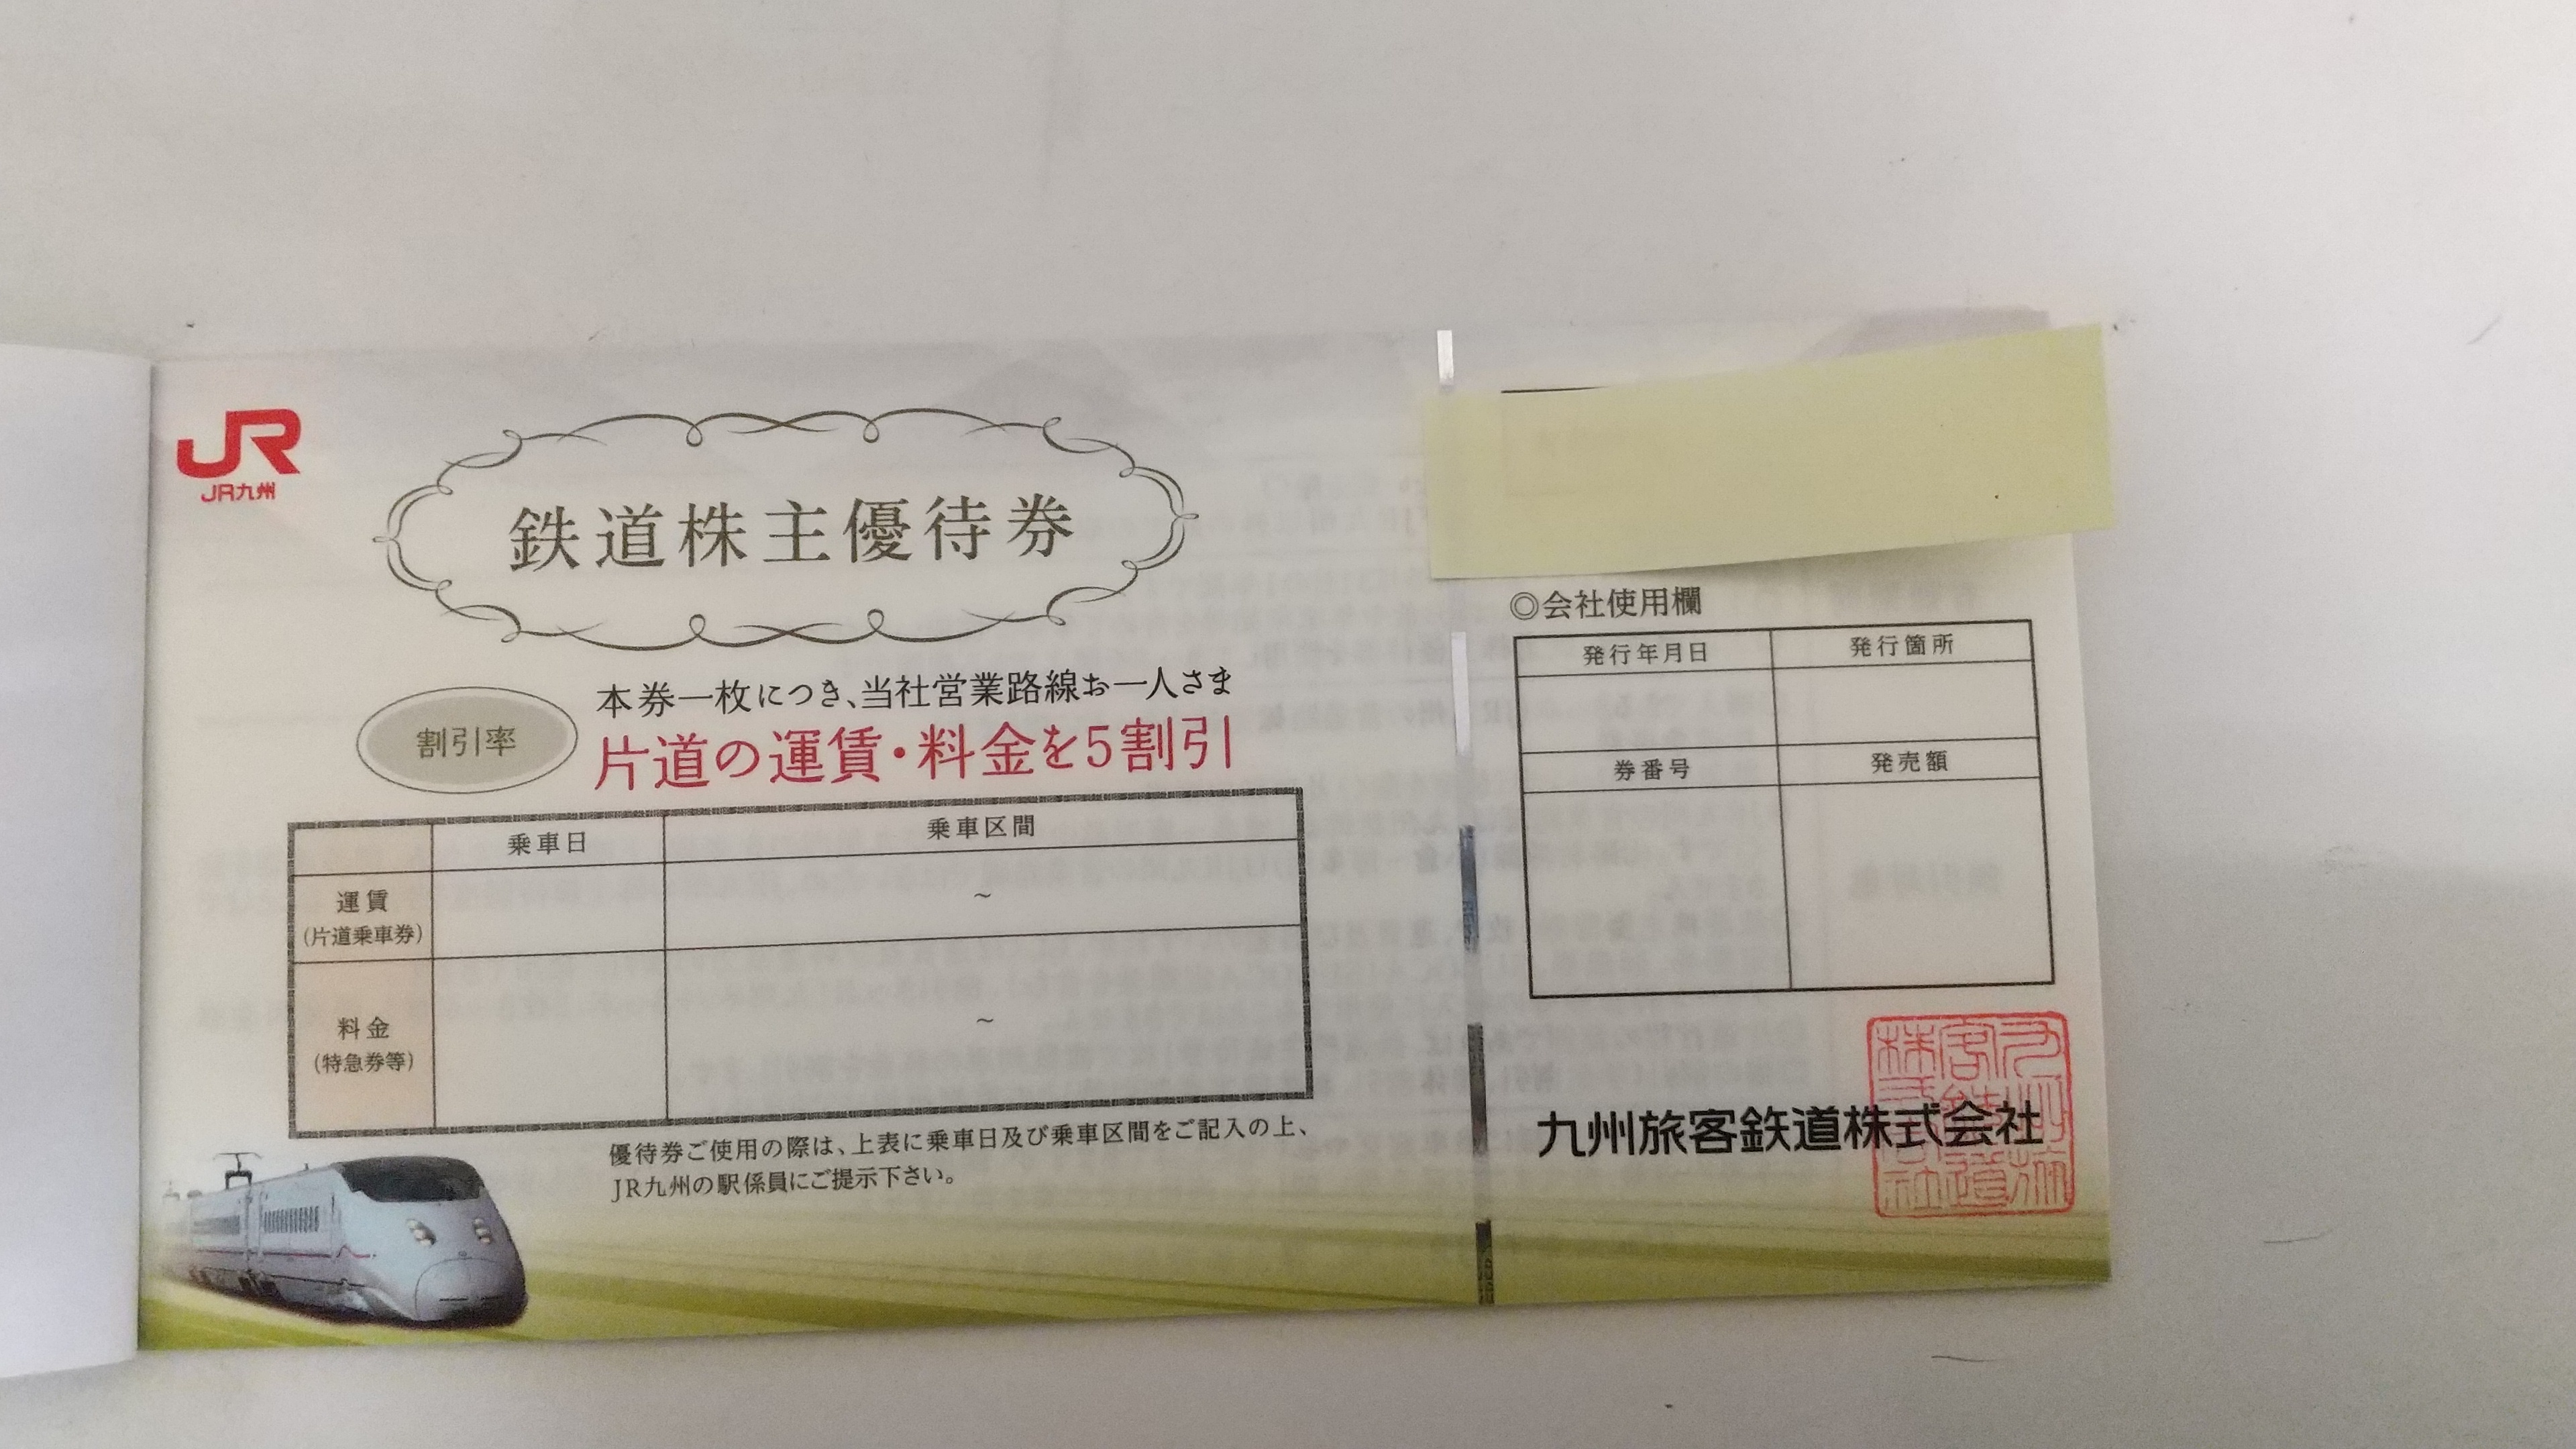 JR
JR九州
鉄道株主優待券
割引率
本券一枚につき、当社営業路線お一人さま
片道の運賃・料金を5割引
乗車日
乗車区間
運賃
(片道乗車券)
~
料金
(特急券等)
~
優待券ご使用の際は、上表に乗車日及び乗車区間をご記入の上、
JR九州の駅係員にご提示下さい。
◎会社使用欄
発行年月日
発行箇所
券番号
発売額
九州旅客鉄道株式会社